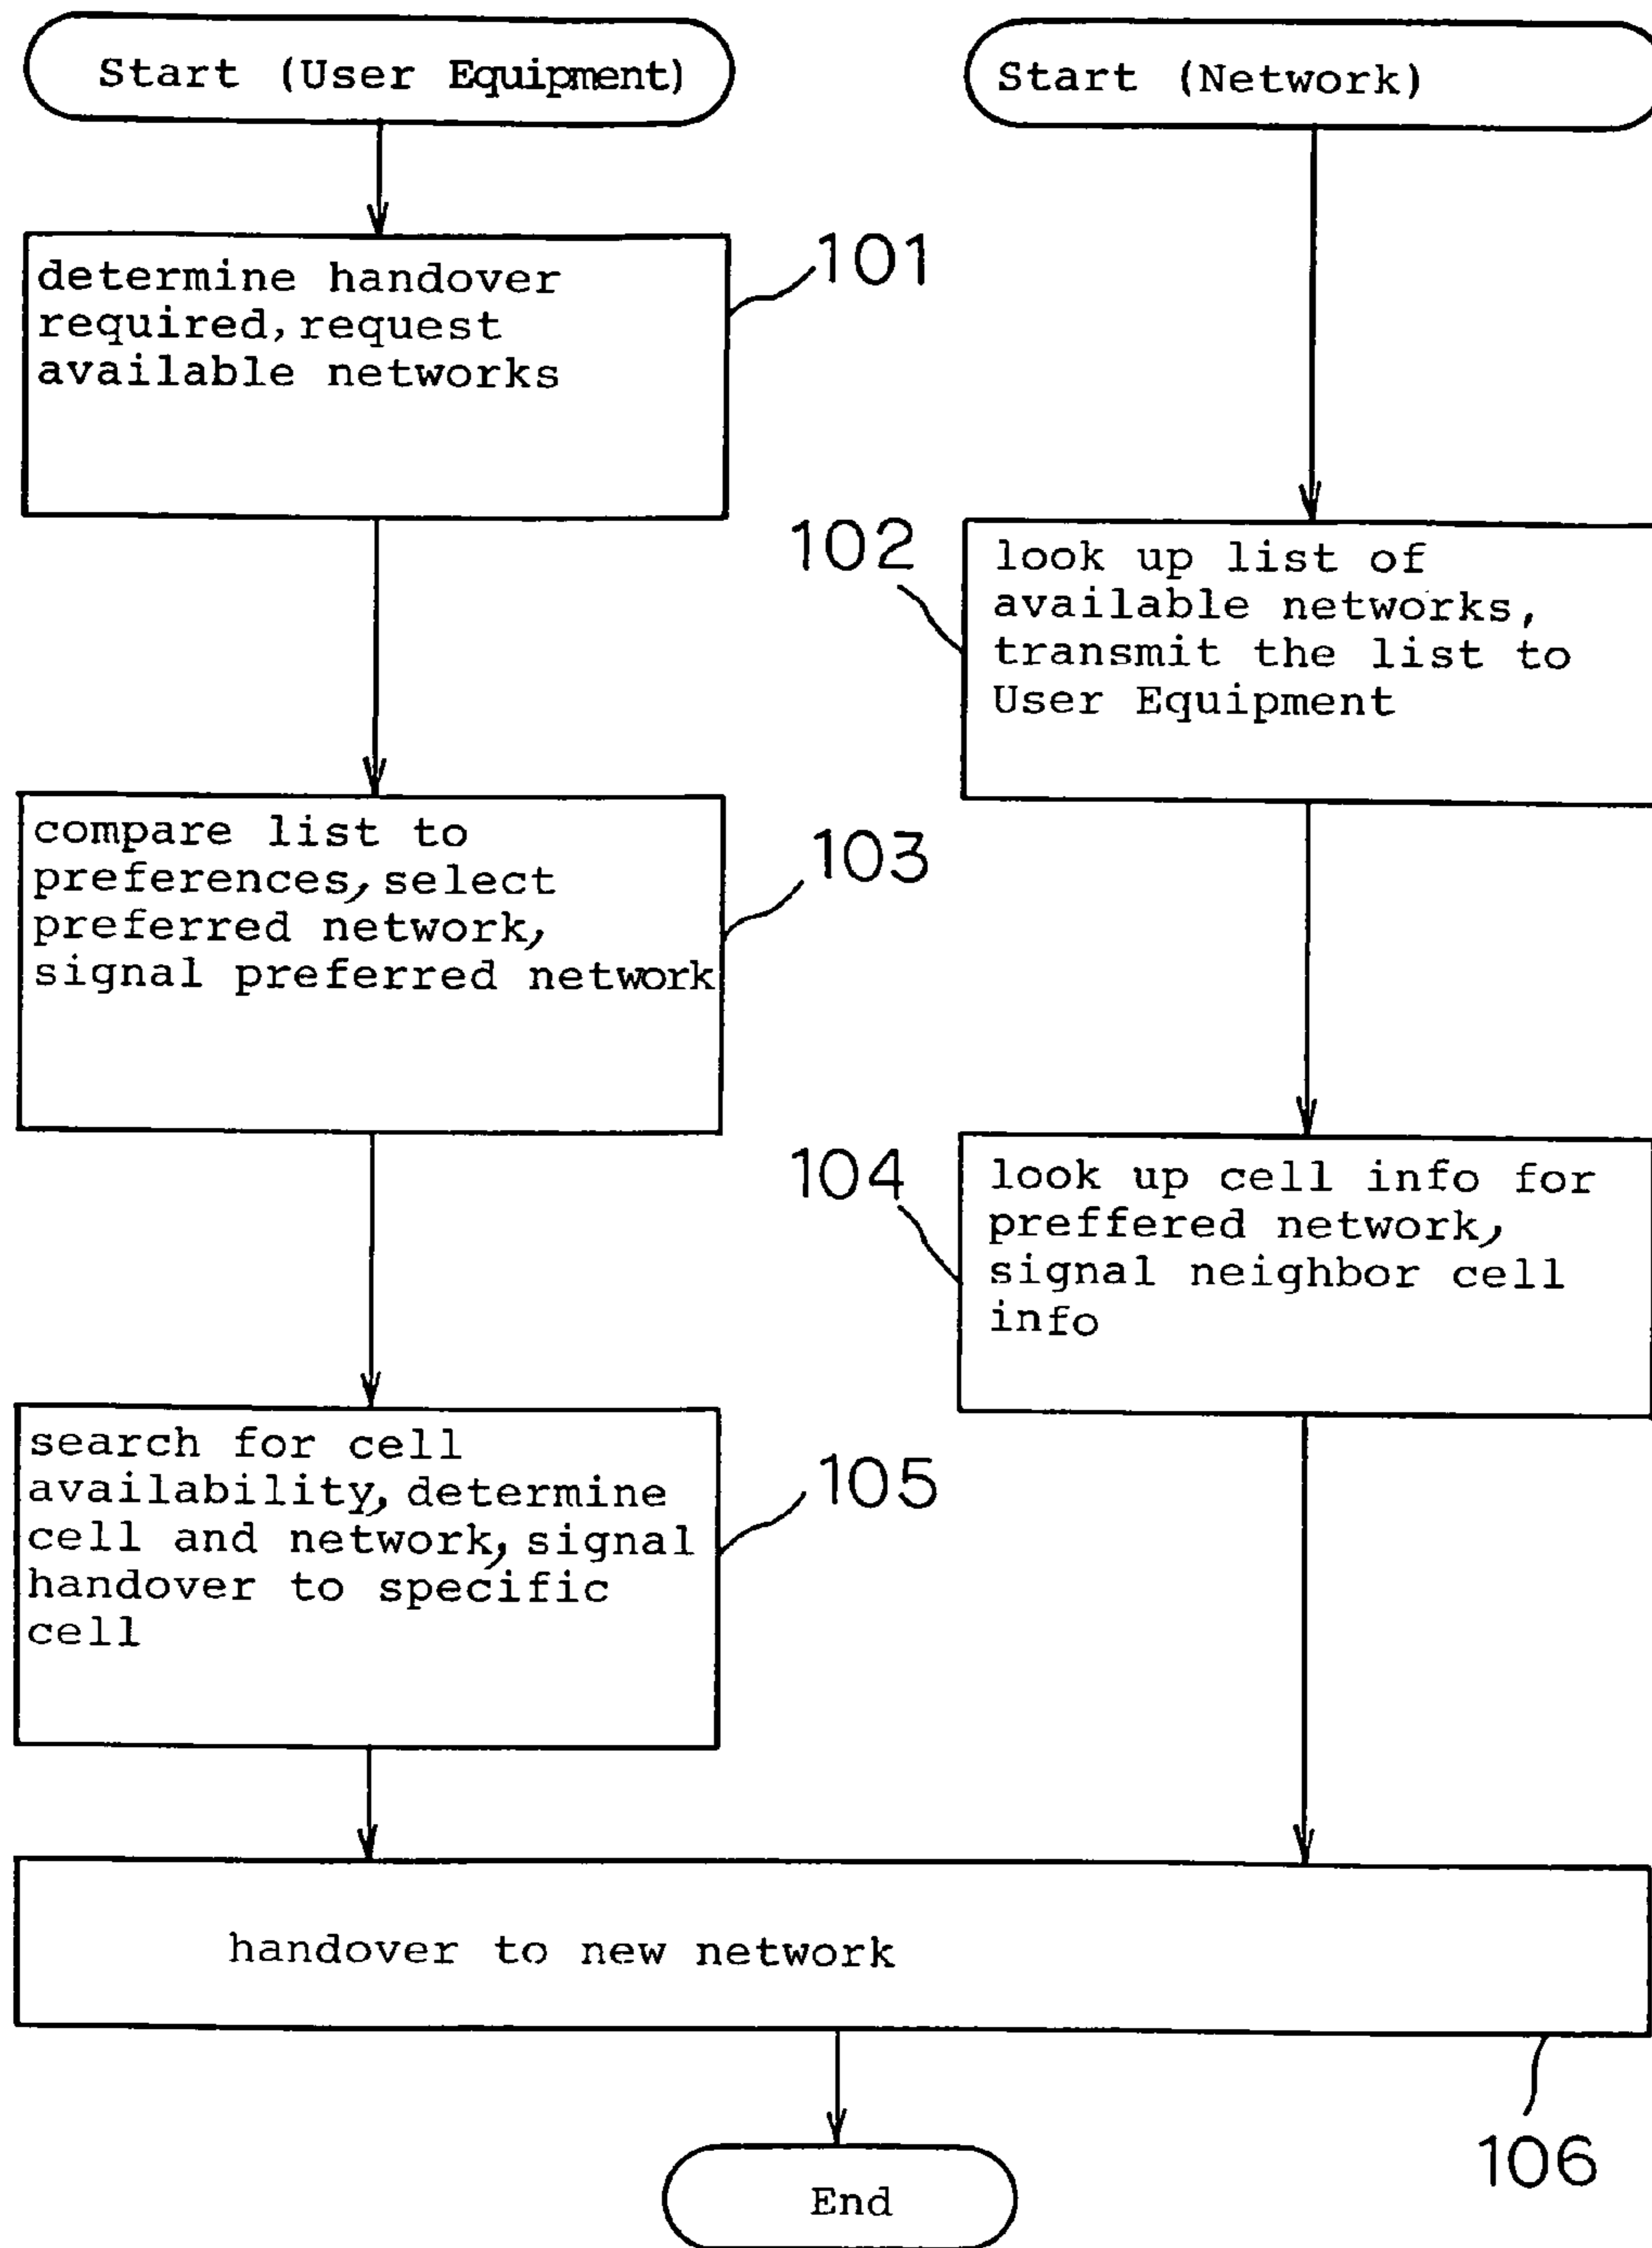 Start (User Equipment)
Start (Network)
101
determine handover
required, request
available networks
102
look up list of
available networks,
transmit the list to
User Equipment
103
compare list to
preferences, select
preferred network,
signal preferred network
104
look up cell info for
preffered network,
signal neighbor cell
info
105
search for cell
availability, determine
cell and network, signal
handover to specific
cell
handover to new network
106
End